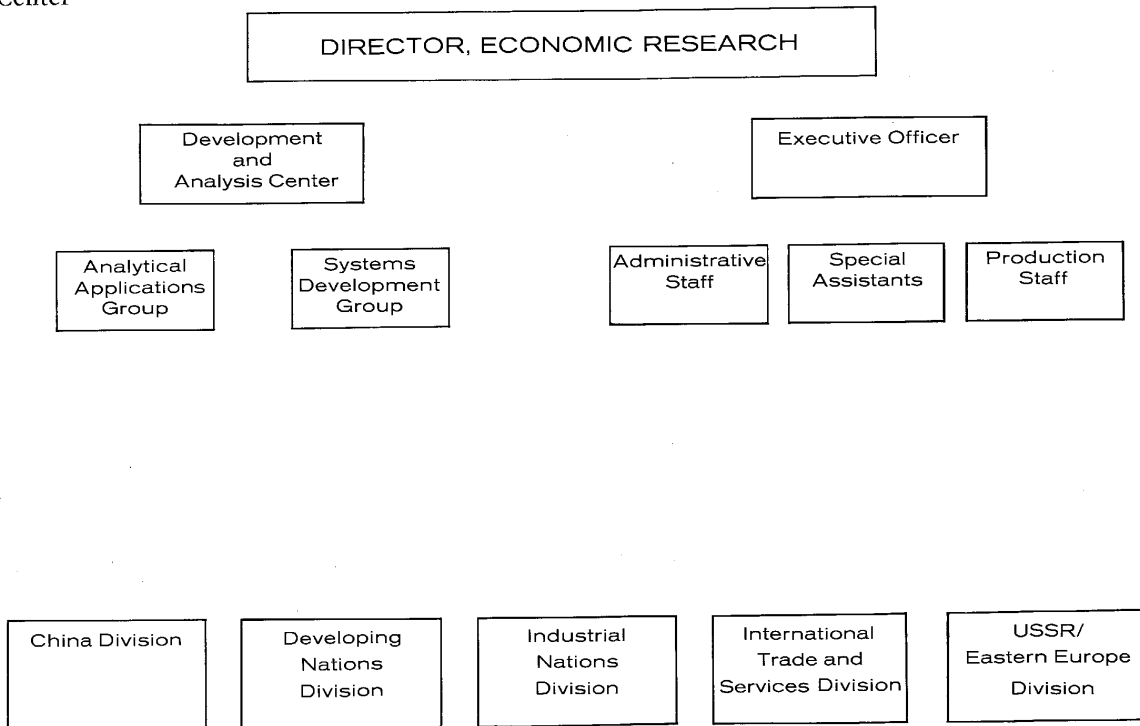 Center
DIRECTOR, ECONOMIC RESEARCH
Development
and
Analysis Center
Executive Officer
Analytical
Applications
Group
Systems
Development
Group
Administrative
Staff
Special
Assistants
Production
Staff
China Division
Developing
Nations
Division
Industrial
Nations
Division
International
Trade and
Services Division
USSR/
Eastern Europe
Division